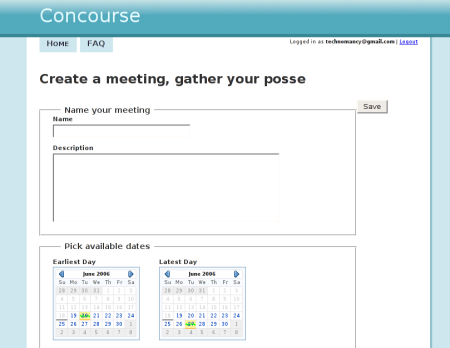 Concourse
Home FAQ
Logged in as technomancy@gmail.com | Logout
Create a meeting, gather your posse
Name your meeting
Save
Name
Description
Pick available dates
Earliest Day Latest Day
June 2006 June 2006
Su Mo Tu We Th Fr Sa Su Mo Tu We Th Fr Sa
28 29 30 31 1 2 3 28 29 30 31 1 2 3
4 5 6 7 8 9 10 4 5 6 7 8 9 10
11 12 13 14 15 16 17 11 12 13 14 15 16 17
18 19 20 21 22 23 24 18 19 20 21 22 23 24
25 26 27 28 29 30 1 25 26 27 28 29 30 1
2 3 4 5 6 7 8 2 3 4 5 6 7 8